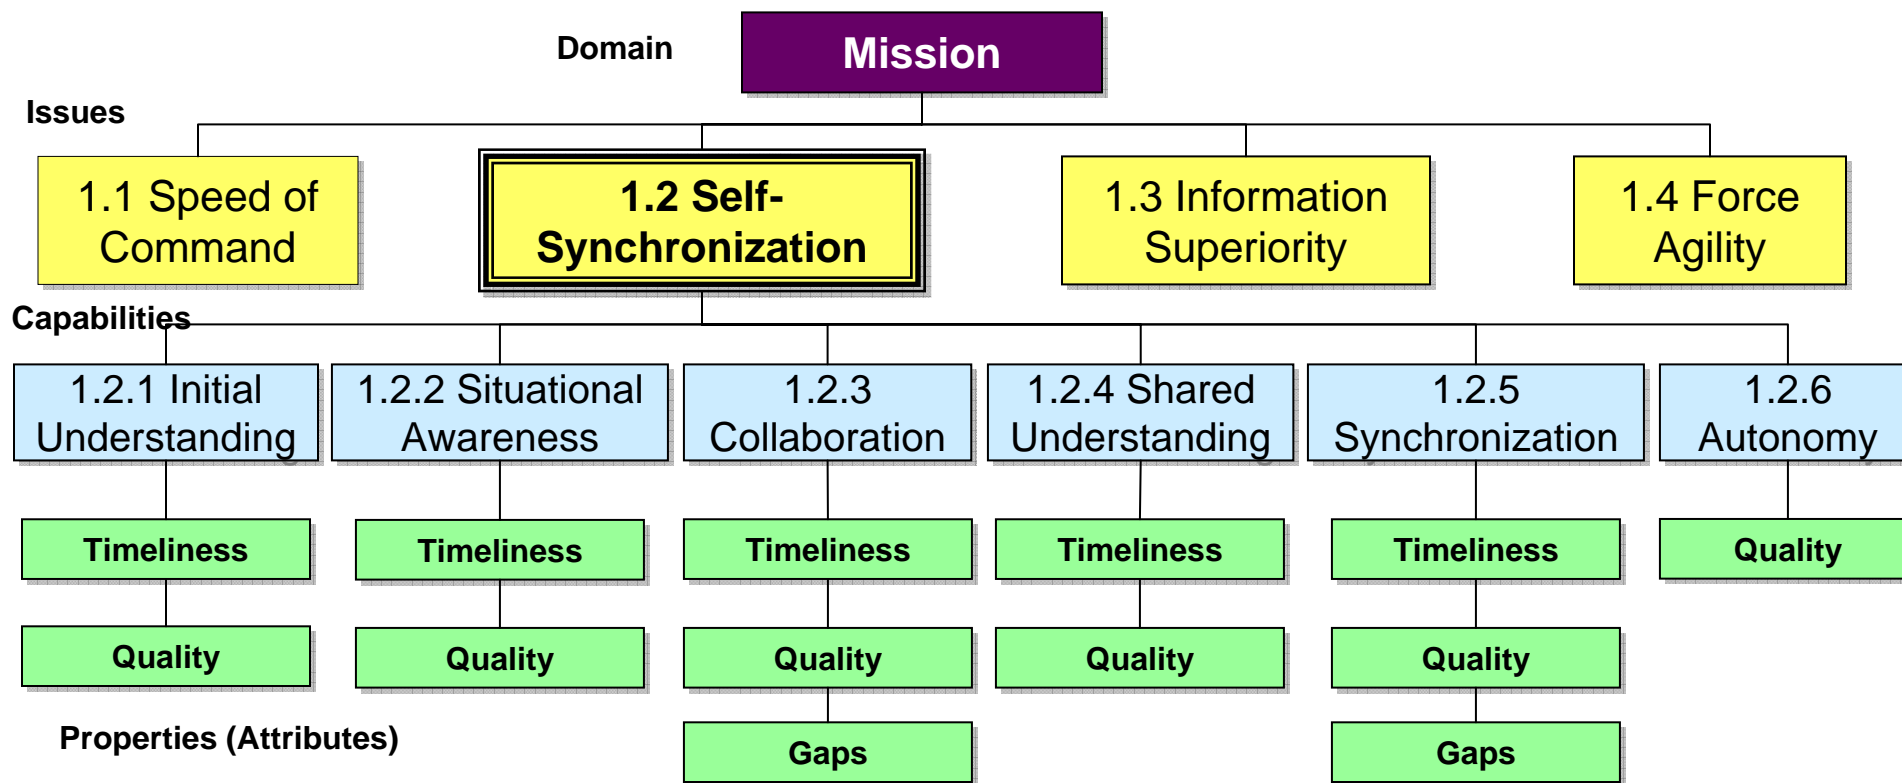 Domain
Mission
Issues
1.1 Speed of
Command
1.2 Self-
Synchronization
1.3 Information
Superiority
1.4 Force
Agility
Capabilities
1.2.1 Initial
Understanding
1.2.2 Situational
Awareness
1.2.3
Collaboration
1.2.4 Shared
Understanding
1.2.5
Synchronization
1.2.6
Autonomy
Timeliness
Timeliness
Timeliness
Timeliness
Timeliness
Quality
Quality
Quality
Quality
Quality
Quality
Properties (Attributes)
Gaps
Gaps